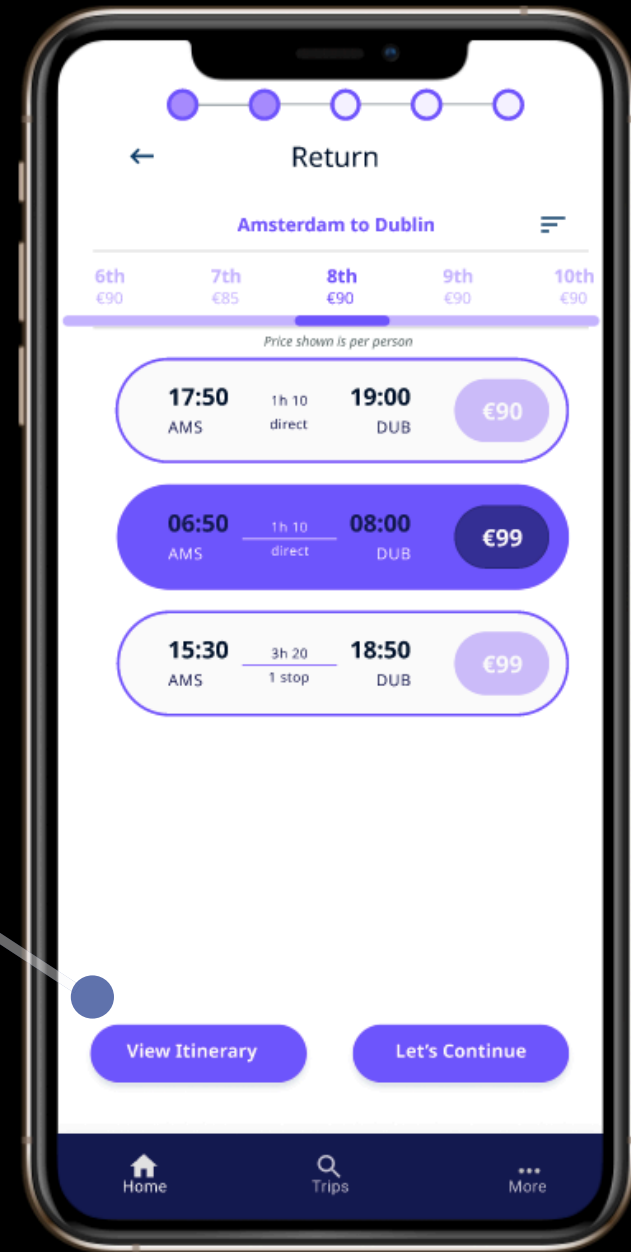 Return
Amsterdam to Dublin
6th 7th 8th 9th 10th
€90 €85 €90 €90 €90
Price shown is per person
17:50 1h 10 19:00 €90
AMS direct DUB
06:50 1h 10 08:00 €99
AMS direct DUB
15:30 3h 20 18:50 €99
AMS 1 stop DUB
View Itinerary Let's Continue
Home Trips More